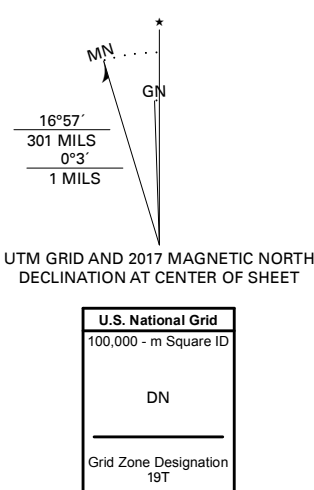 ★
MN
GN
16°57´
301 MILS
0°3´
1 MILS
UTM GRID AND 2017 MAGNETIC NORTH
DECLINATION AT CENTER OF SHEET
U.S. National Grid
100,000 - m Square ID
DN
Grid Zone Designation
19T